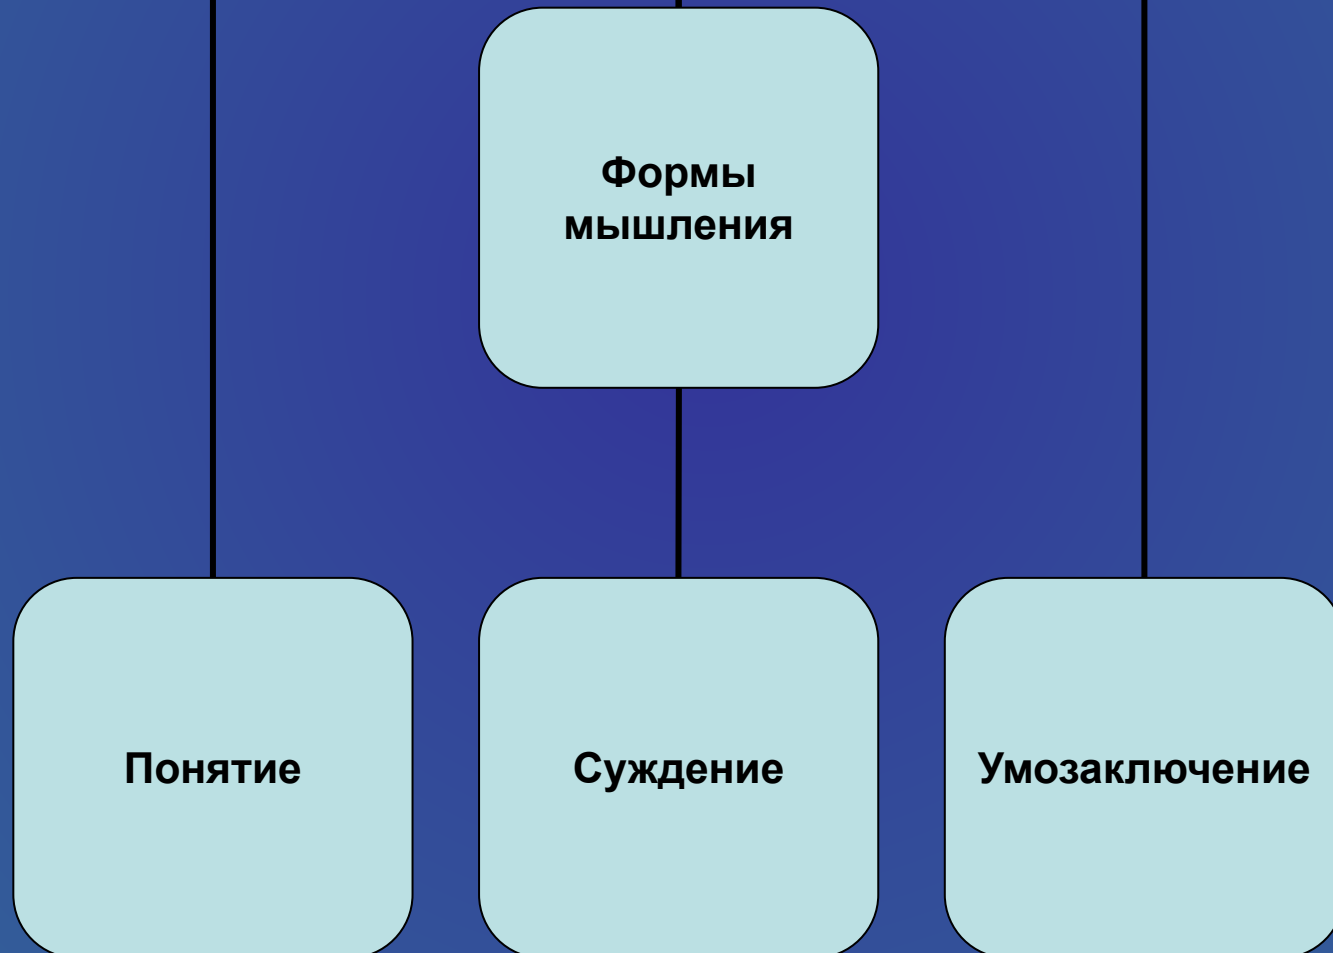 Формы
мышления
Понятие
Суждение
Умозаключение